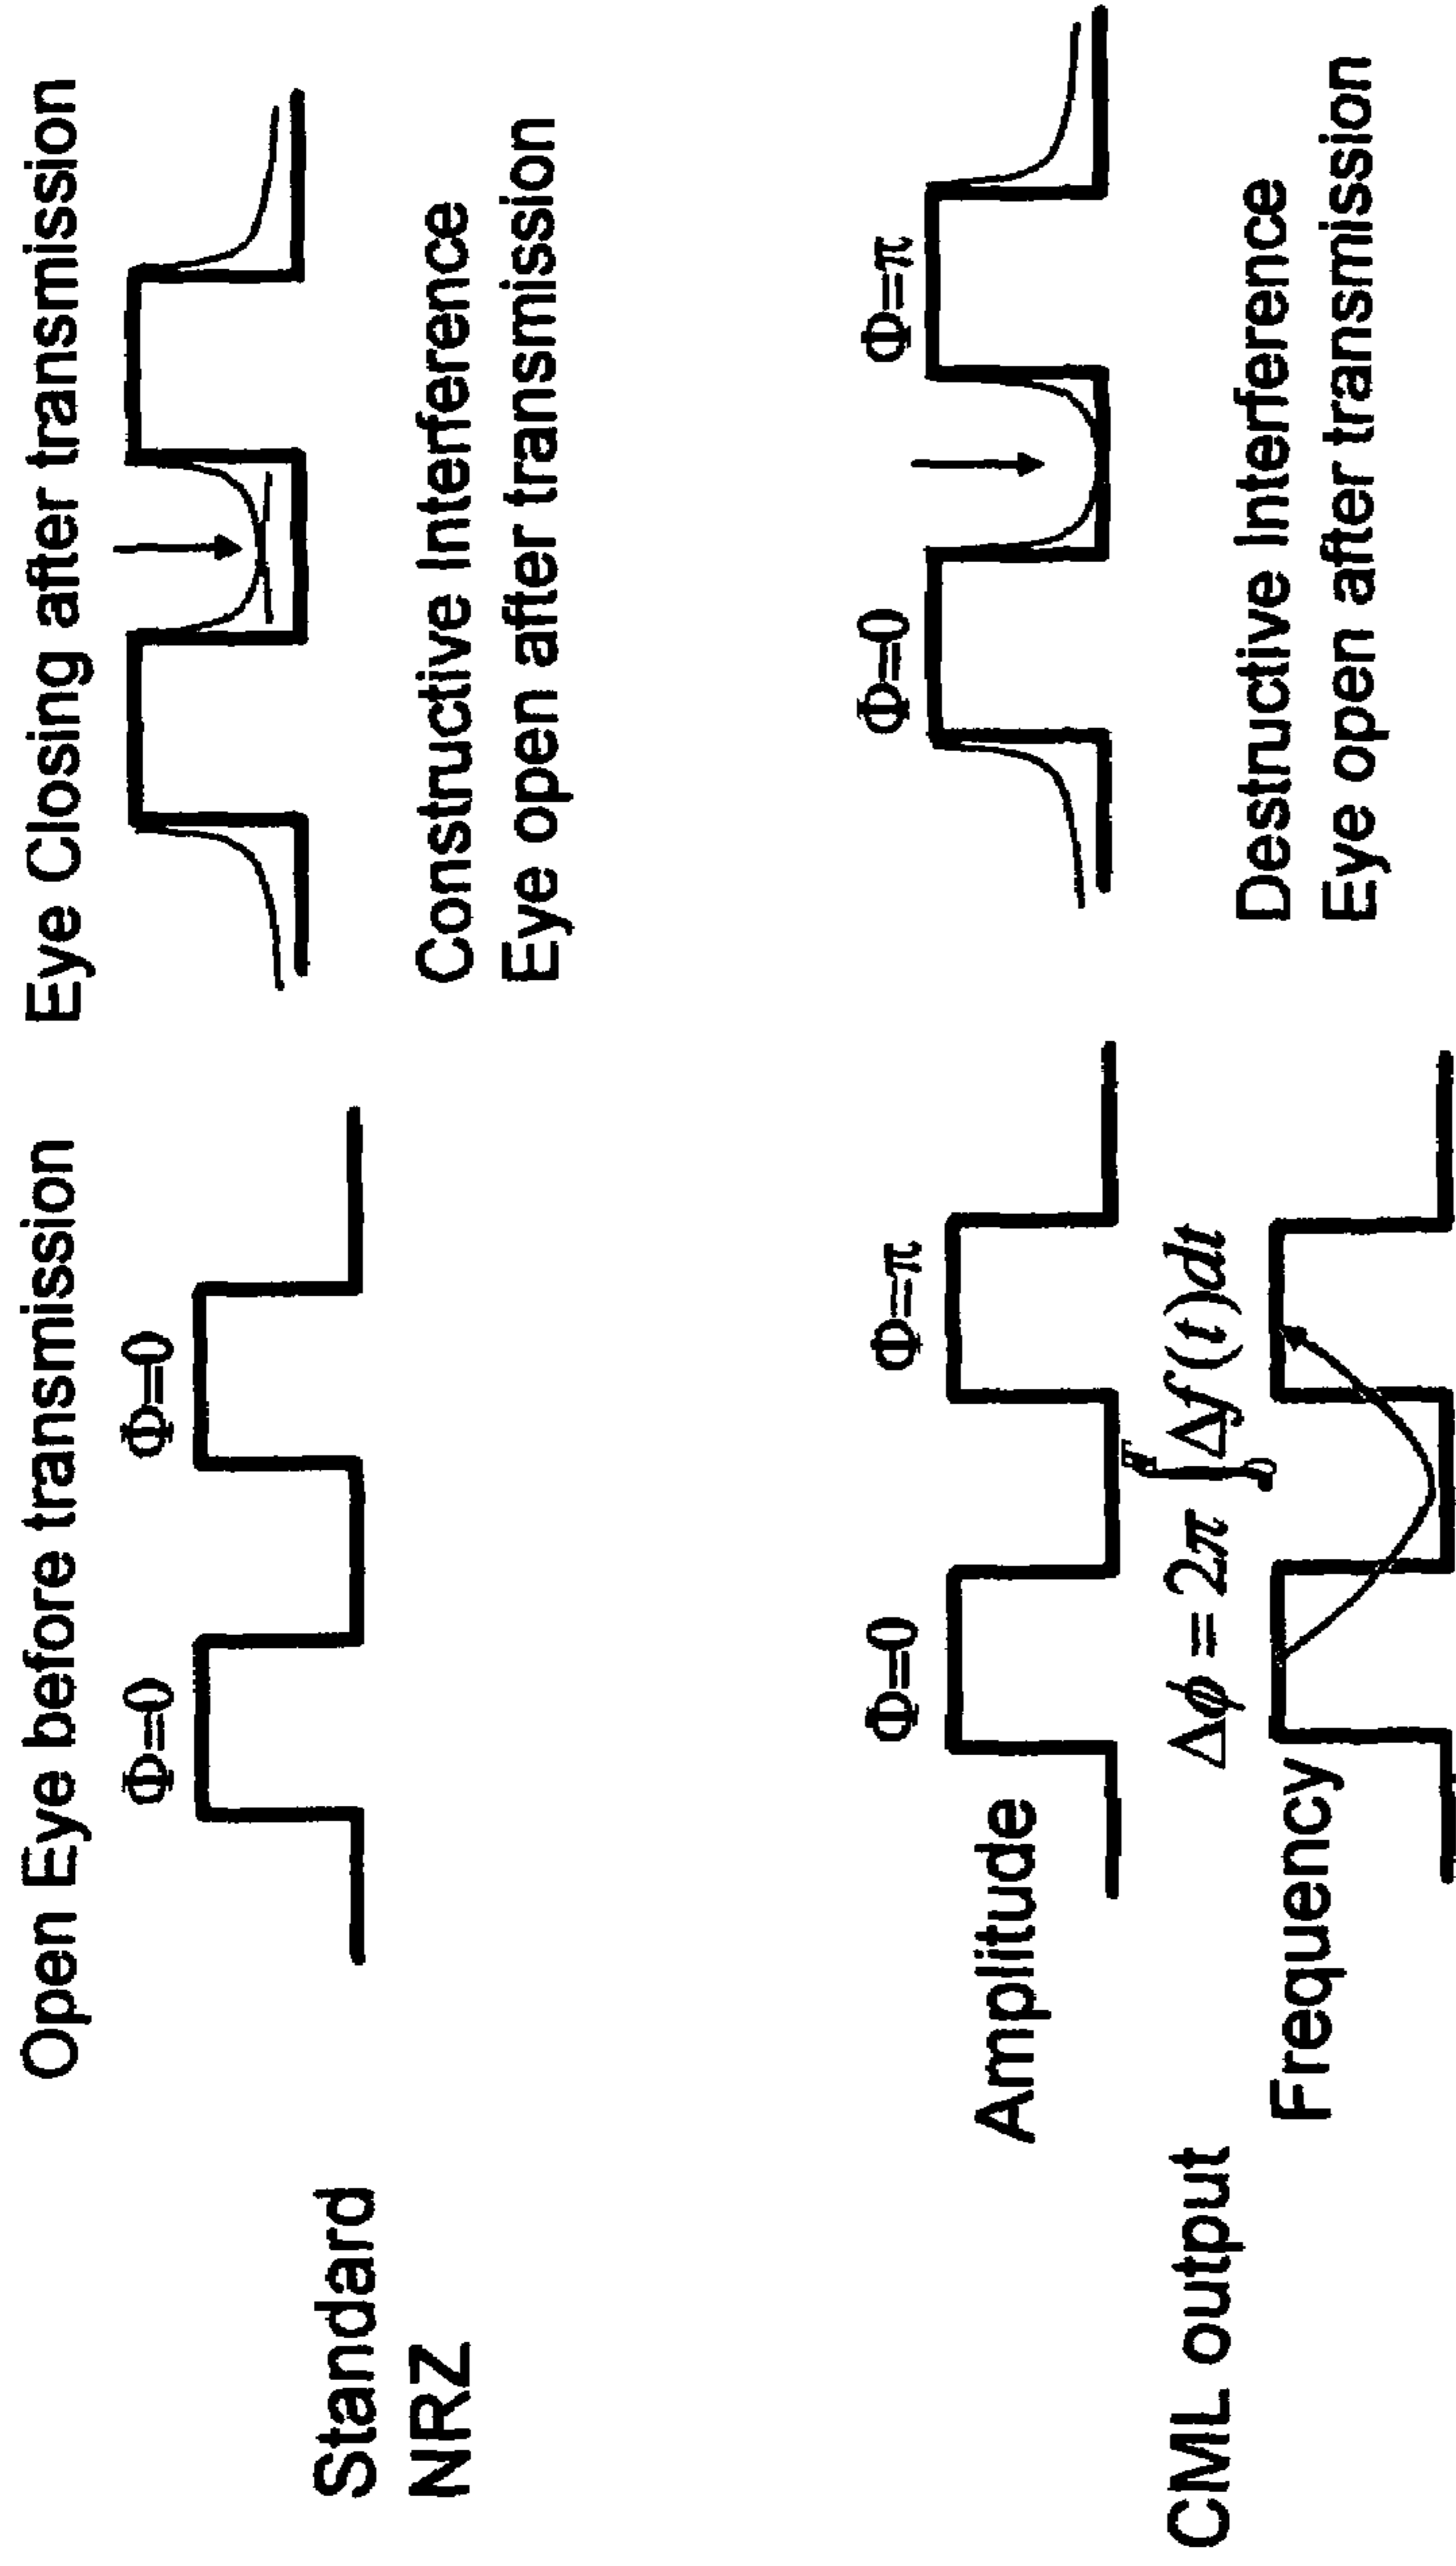 Open Eye before transmission
Eye Closing after transmission
Φ=0
Φ=0
Standard
NRZ
Constructive Interference
Eye open after transmission
Φ=0
Φ=π
Φ=0
Φ=π
Amplitude
CML output
Δϕ = 2π ∫ Δf(t)dt
Frequency
Destructive Interference
Eye open after transmission